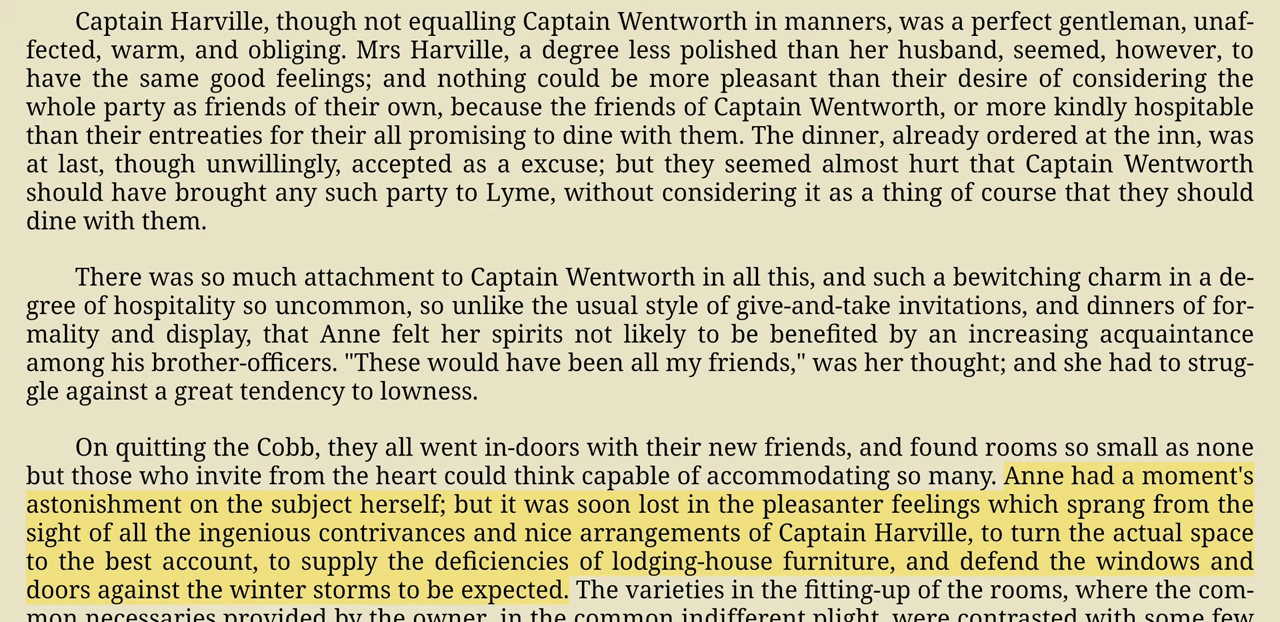 Captain Harville, though not equalling Captain Wentworth in manners, was a perfect gentleman, unaf-
fected, warm, and obliging. Mrs Harville, a degree less polished than her husband, seemed, however, to
have the same good feelings; and nothing could be more pleasant than their desire of considering the
whole party as friends of their own, because the friends of Captain Wentworth, or more kindly hospitable
than their entreaties for their all promising to dine with them. The dinner, already ordered at the inn, was
at last, though unwillingly, accepted as a excuse; but they seemed almost hurt that Captain Wentworth
should have brought any such party to Lyme, without considering it as a thing of course that they should
dine with them.
There was so much attachment to Captain Wentworth in all this, and such a bewitching charm in a de-
gree of hospitality so uncommon, so unlike the usual style of give-and-take invitations, and dinners of for-
mality and display, that Anne felt her spirits not likely to be benefited by an increasing acquaintance
among his brother-officers. "These would have been all my friends," was her thought; and she had to strug-
gle against a great tendency to lowness.
On quitting the Cobb, they all went in-doors with their new friends, and found rooms so small as none
but those who invite from the heart could think capable of accommodating so many. Anne had a moment's
astonishment on the subject herself; but it was soon lost in the pleasanter feelings which sprang from the
sight of all the ingenious contrivances and nice arrangements of Captain Harville, to turn the actual space
to the best account, to supply the deficiencies of lodging-house furniture, and defend the windows and
doors against the winter storms to be expected. The varieties in the fitting-up of the rooms, where the com-
mon necessaries provided by the owner, in the common indifferent plight, were contrasted with some few